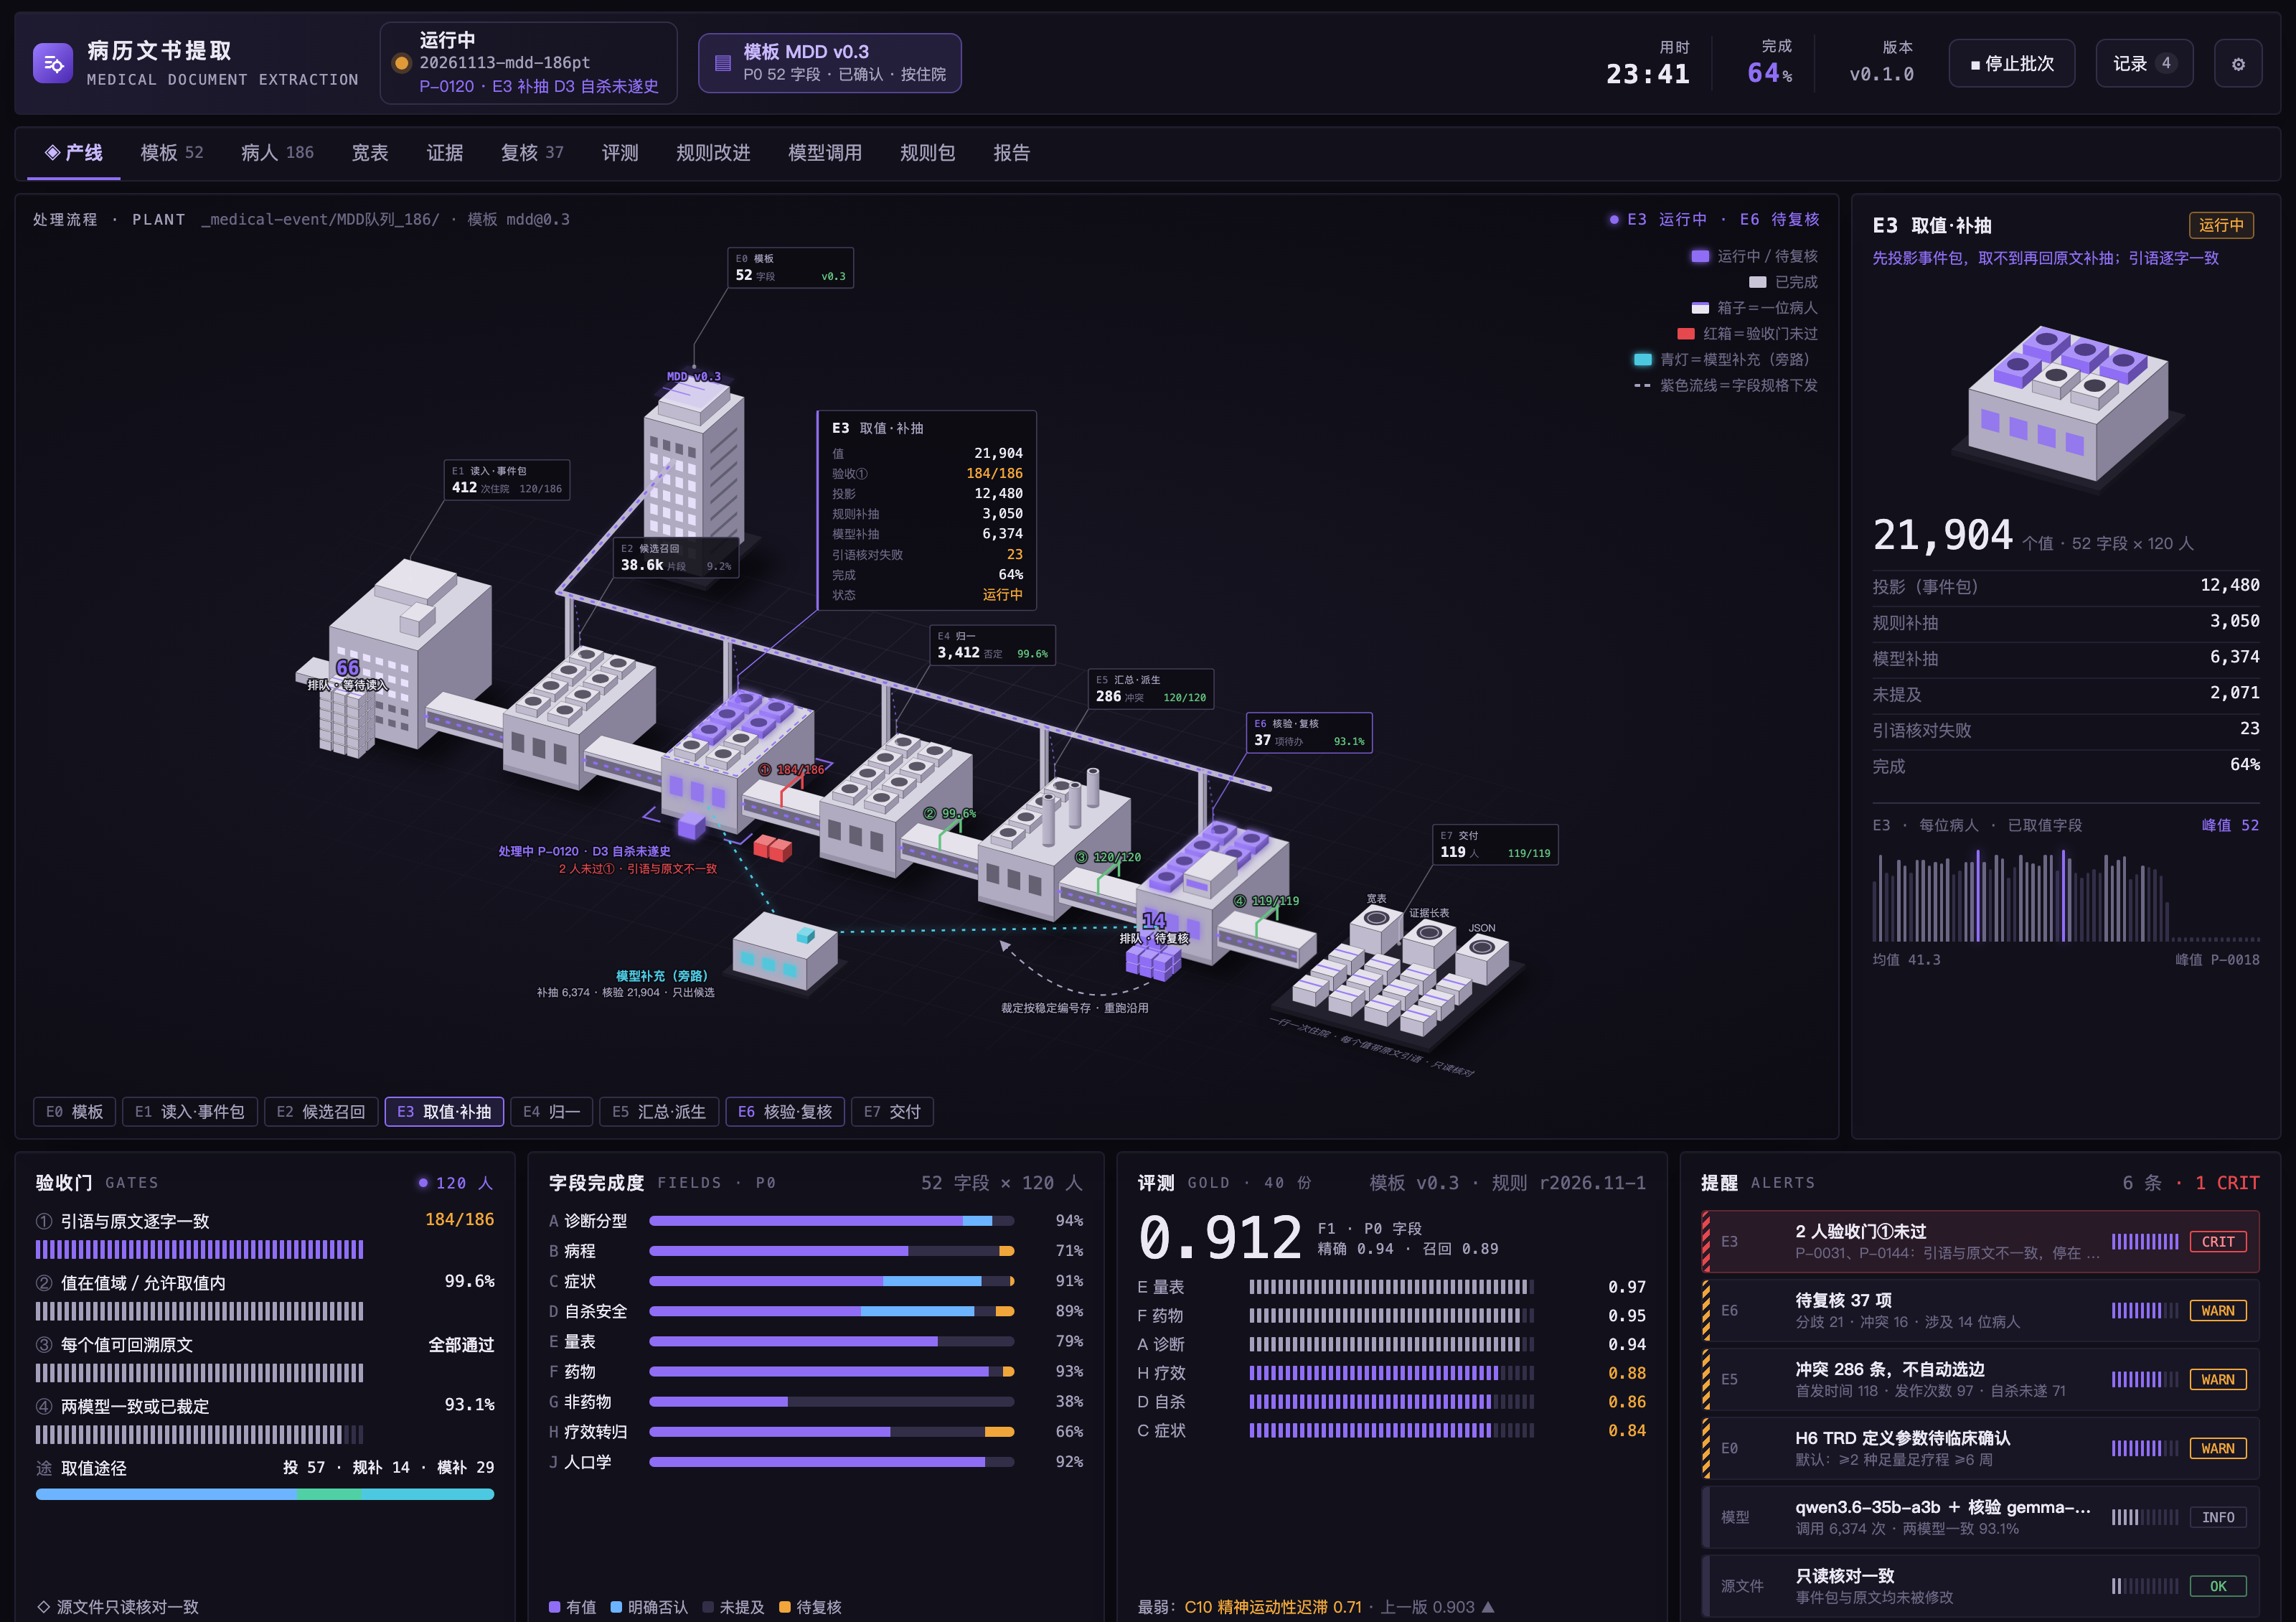 病历文书提取
MEDICAL DOCUMENT EXTRACTION
运行中
20261113-mdd-186pt
P-0120 · E3 补抽 D3 自杀未遂史
模板 MDD v0.3
P0 52 字段 · 已确认 · 按住院
用时
23:41
完成
64%
版本
v0.1.0
■ 停止批次
记录 4
◈ 产线
模板 52
病人 186
宽表
证据
复核 37
评测
规则改进
模型调用
规则包
报告
处理流程 · PLANT _medical-event/MDD队列_186/ · 模板 mdd@0.3
E3 运行中 · E6 待复核
运行中 / 待复核
已完成
箱子=一位病人
红箱=验收门未过
青灯=模型补充（旁路）
紫色流线=字段规格下发
E0 模板
52 字段 v0.3
MDD v0.3
E1 读入·事件包
412 次住院 120/186
E2 候选召回
38.6k 片段 9.2%
E3 取值·补抽
值 21,904
验收① 184/186
投影 12,480
规则补抽 3,050
模型补抽 6,374
引语核对失败 23
完成 64%
状态 运行中
E4 归一
3,412 否定 99.6%
E5 汇总·派生
286 冲突 120/120
E6 核验·复核
37 项待办 93.1%
E7 交付
119 人 119/119
66
排队 · 等待读入
① 184/186
② 99.6%
③ 120/120
④ 119/119
处理中 P-0120 · D3 自杀未遂史
2 人未过① · 引语与原文不一致
14
排队 · 待复核
模型补充（旁路）
补抽 6,374 · 核验 21,904 · 只出候选
裁定按稳定编号存 · 重跑沿用
宽表
证据长表
JSON
一行一次住院 · 每个值带原文引语 · 只读核对
E0 模板
E1 读入·事件包
E2 候选召回
E3 取值·补抽
E4 归一
E5 汇总·派生
E6 核验·复核
E7 交付
E3 取值·补抽
运行中
先投影事件包，取不到再回原文补抽；引语逐字一致
21,904 个值 · 52 字段 × 120 人
投影（事件包） 12,480
规则补抽 3,050
模型补抽 6,374
未提及 2,071
引语核对失败 23
完成 64%
E3 · 每位病人 · 已取值字段 峰值 52
均值 41.3 峰值 P-0018
验收门 GATES 120 人
① 引语与原文逐字一致 184/186
② 值在值域 / 允许取值内 99.6%
③ 每个值可回溯原文 全部通过
④ 两模型一致或已裁定 93.1%
途 取值途径 投 57 · 规补 14 · 模补 29
◇ 源文件只读核对一致
字段完成度 FIELDS · P0 52 字段 × 120 人
A 诊断分型 94%
B 病程 71%
C 症状 91%
D 自杀安全 89%
E 量表 79%
F 药物 93%
G 非药物 38%
H 疗效转归 66%
J 人口学 92%
有值 明确否认 未提及 待复核
评测 GOLD · 40 份 模板 v0.3 · 规则 r2026.11-1
0.912
F1 · P0 字段
精确 0.94 · 召回 0.89
E 量表 0.97
F 药物 0.95
A 诊断 0.94
H 疗效 0.88
D 自杀 0.86
C 症状 0.84
最弱：C10 精神运动性迟滞 0.71 · 上一版 0.903 ▲
提醒 ALERTS 6 条 · 1 CRIT
E3
2 人验收门①未过
P-0031、P-0144：引语与原文不一致，停在 ...
CRIT
E6
待复核 37 项
分歧 21 · 冲突 16 · 涉及 14 位病人
WARN
E5
冲突 286 条，不自动选边
首发时间 118 · 发作次数 97 · 自杀未遂 71
WARN
E0
H6 TRD 定义参数待临床确认
默认：≥2 种足量足疗程 ≥6 周
WARN
模型
qwen3.6-35b-a3b + 核验 gemma-...
调用 6,374 次 · 两模型一致 93.1%
INFO
源文件
只读核对一致
事件包与原文均未被修改
OK